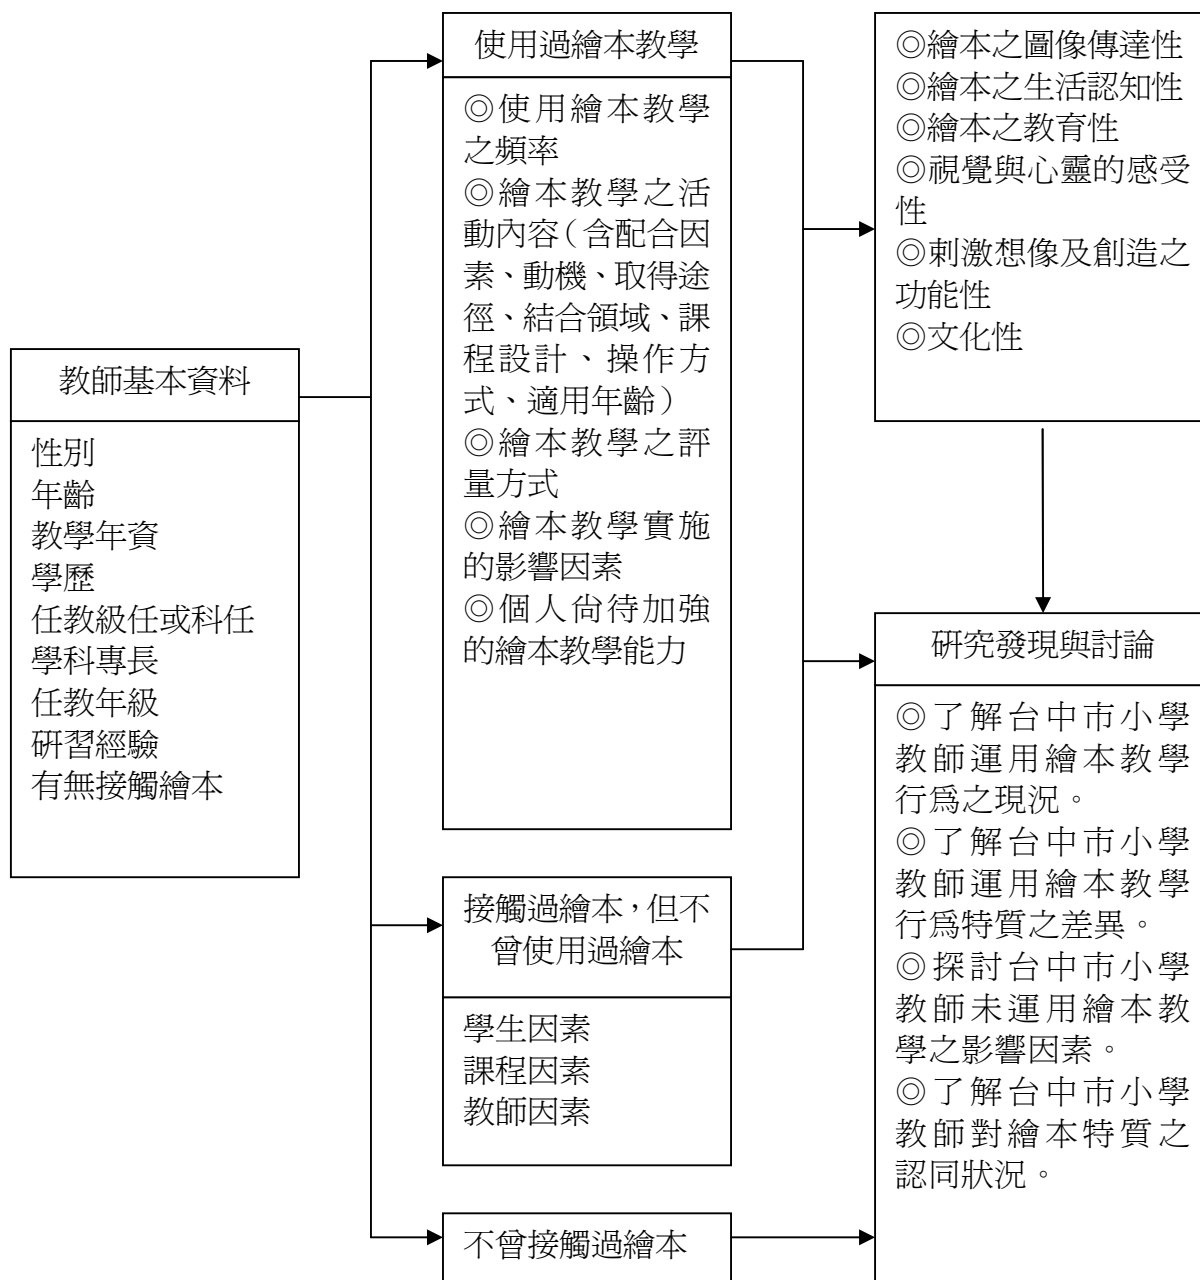 教師基本資料
性別
年齡
教學年資
學歷
任教級任或科任
學科專長
任教年級
研習經驗
有無接觸繪本
使用過繪本教學
◎使用繪本教學
之頻率
◎繪本教學之活
動內容(含配合因
素、動機、取得途
徑、結合領域、課
程設計、操作方
式、適用年齡)
◎繪本教學之評
量方式
◎繪本教學實施
的影響因素
◎個人尚待加強
的繪本教學能力
接觸過繪本,但不
曾使用過繪本
學生因素
課程因素
教師因素
不曾接觸過繪本
◎繪本之圖像傳達性
◎繪本之生活認知性
◎繪本之教育性
◎視覺與心靈的感受
性
◎刺激想像及創造之
功能性
◎文化性
研究發現與討論
◎了解台中市小學
教師運用繪本教學
行為之現況。
◎了解台中市小學
教師運用繪本教學
行為特質之差異。
◎探討台中市小學
教師未運用繪本教
學之影響因素。
◎了解台中市小學
教師對繪本特質之
認同狀況。